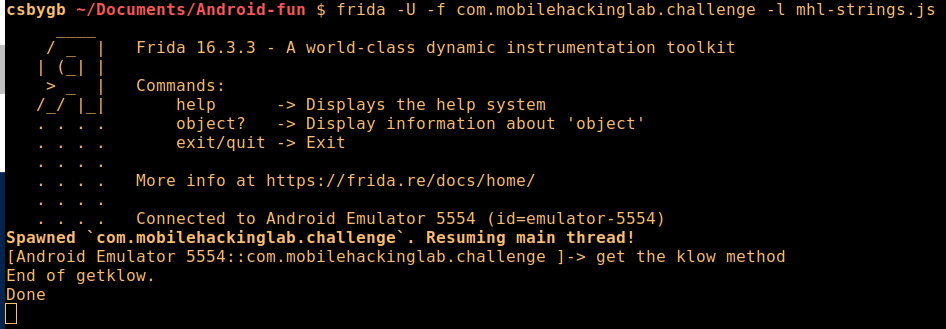 csbygb ~/Documents/Android-fun $ frida -U -f com.mobilehackinglab.challenge -l mhl-strings.js
     ____
    / _  |   Frida 16.3.3 - A world-class dynamic instrumentation toolkit
   | (_| |
    > _  |   Commands:
   /_/ |_|       help      -> Displays the help system
   . . . .       object?   -> Display information about 'object'
   . . . .       exit/quit -> Exit
   . . . .
   . . . .   More info at https://frida.re/docs/home/
   . . . .
   . . . .   Connected to Android Emulator 5554 (id=emulator-5554)
Spawned `com.mobilehackinglab.challenge`. Resuming main thread!
[Android Emulator 5554::com.mobilehackinglab.challenge ]-> get the klow method
End of getklow.
Done